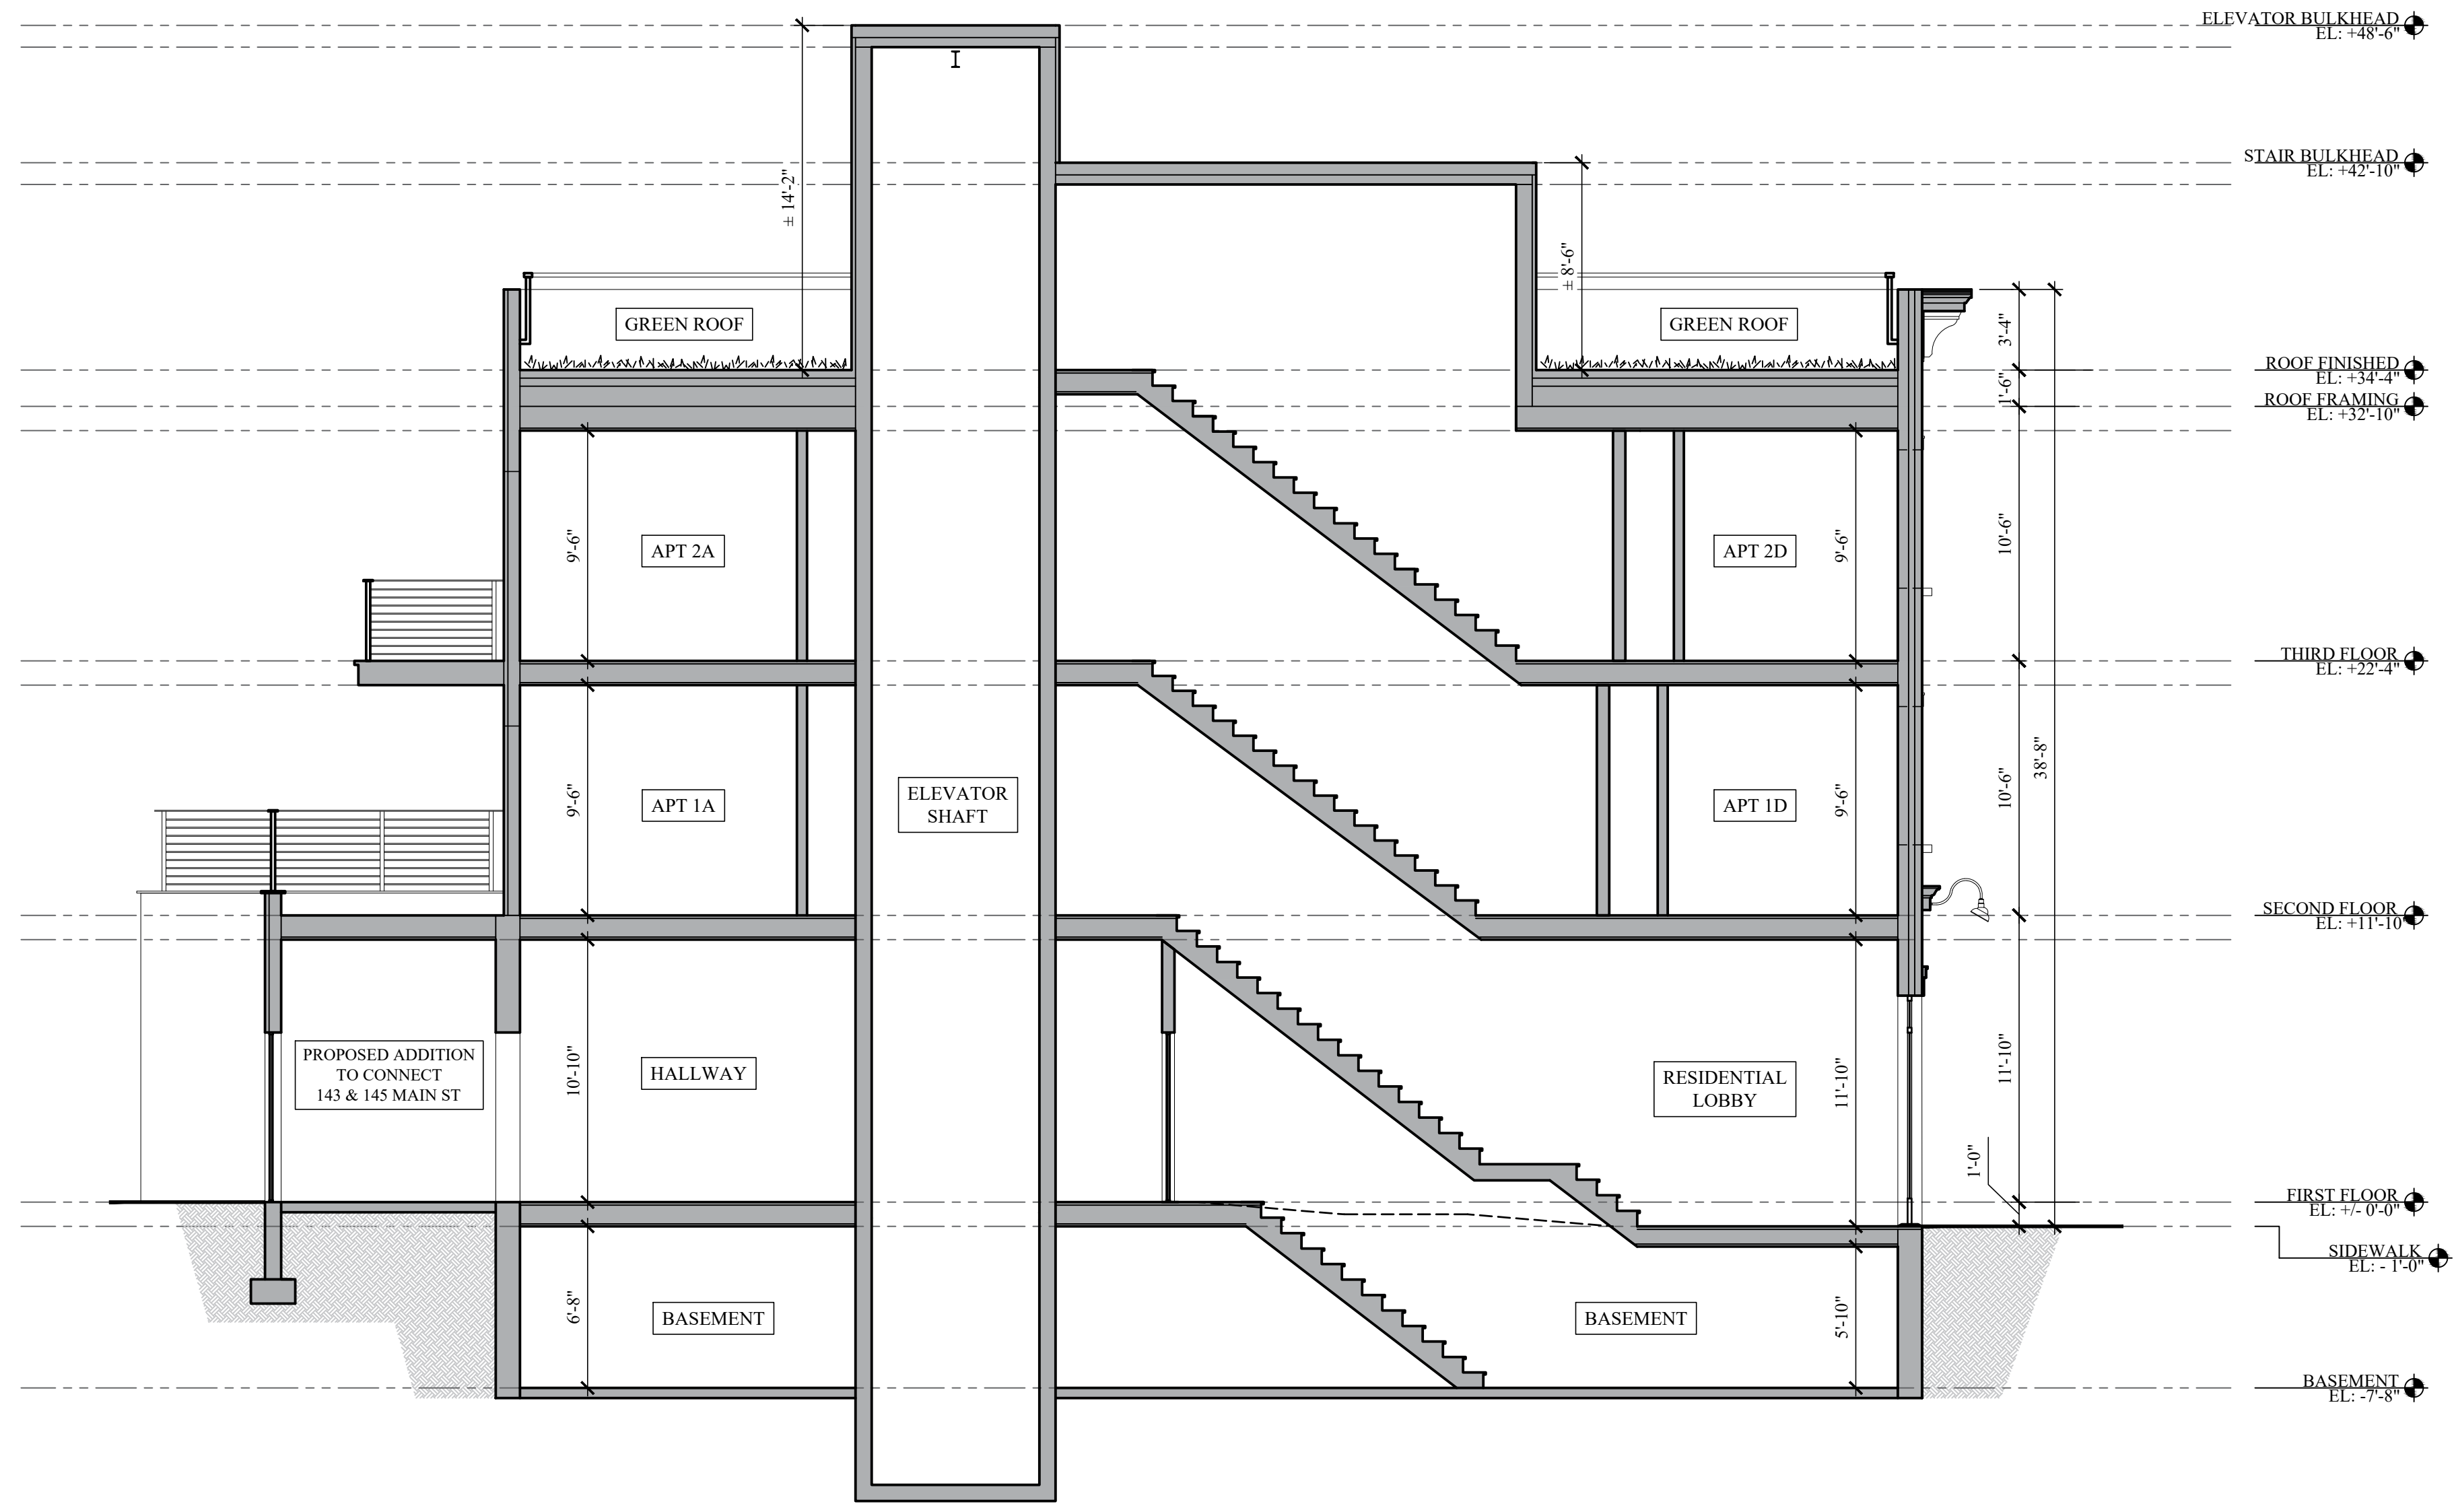 ELEVATOR BULKHEAD
EL: +48'-6"
STAIR BULKHEAD
EL: +42'-10"
± 14'-2"
± 8'-6"
GREEN ROOF
GREEN ROOF
3'-4"
ROOF FINISHED
EL: +34'-4"
1'-6"
ROOF FRAMING
EL: +32'-10"
9'-6"
APT 2A
APT 2D
9'-6"
10'-6"
THIRD FLOOR
EL: +22'-4"
38'-8"
9'-6"
APT 1A
ELEVATOR
SHAFT
APT 1D
9'-6"
10'-6"
SECOND FLOOR
EL: +11'-10"
PROPOSED ADDITION
TO CONNECT
143 & 145 MAIN ST
10'-10"
HALLWAY
RESIDENTIAL
LOBBY
11'-10"
11'-10"
1'-0"
FIRST FLOOR
EL: +/- 0'-0"
SIDEWALK
EL: - 1'-0"
6'-8"
BASEMENT
BASEMENT
5'-10"
BASEMENT
EL: -7'-8"